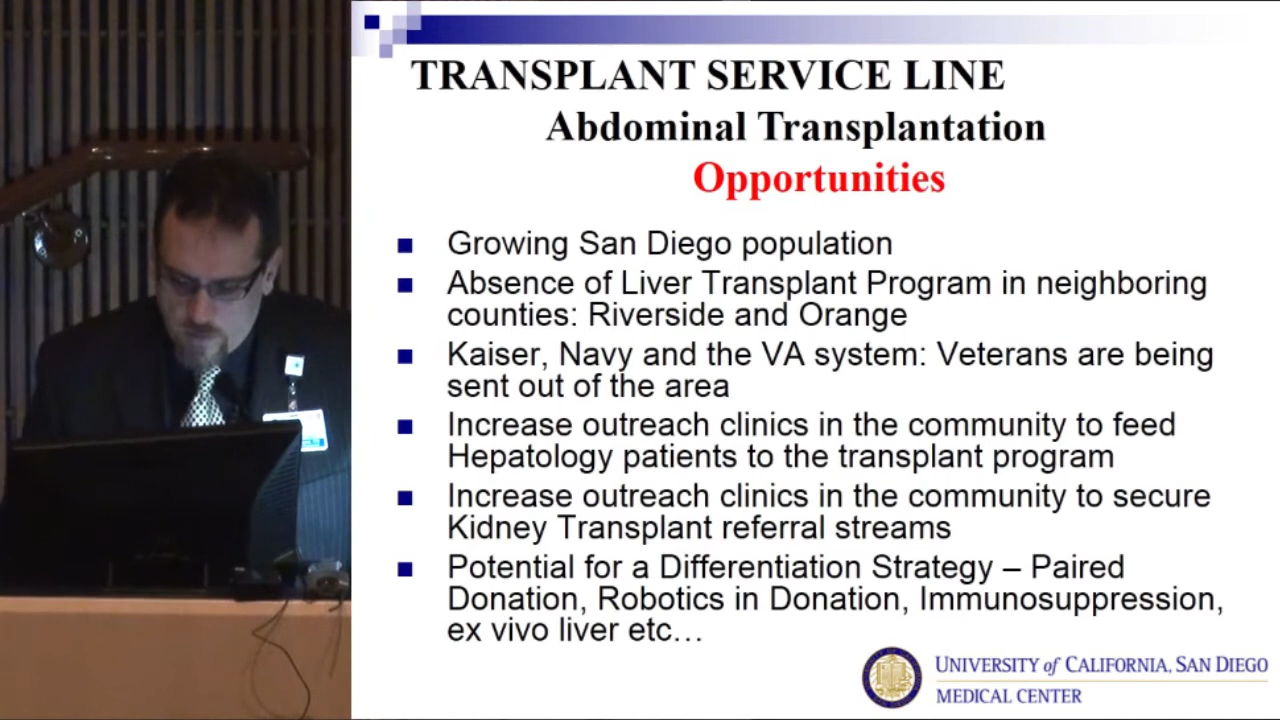 TRANSPLANT SERVICE LINE
Abdominal Transplantation
Opportunities
Growing San Diego population
Absence of Liver Transplant Program in neighboring
counties: Riverside and Orange
Kaiser, Navy and the VA system: Veterans are being
sent out of the area
Increase outreach clinics in the community to feed
Hepatology patients to the transplant program
Increase outreach clinics in the community to secure
Kidney Transplant referral streams
Potential for a Differentiation Strategy – Paired
Donation, Robotics in Donation, Immunosuppression,
ex vivo liver etc…
UNIVERSITY of CALIFORNIA, SAN DIEGO
MEDICAL CENTER